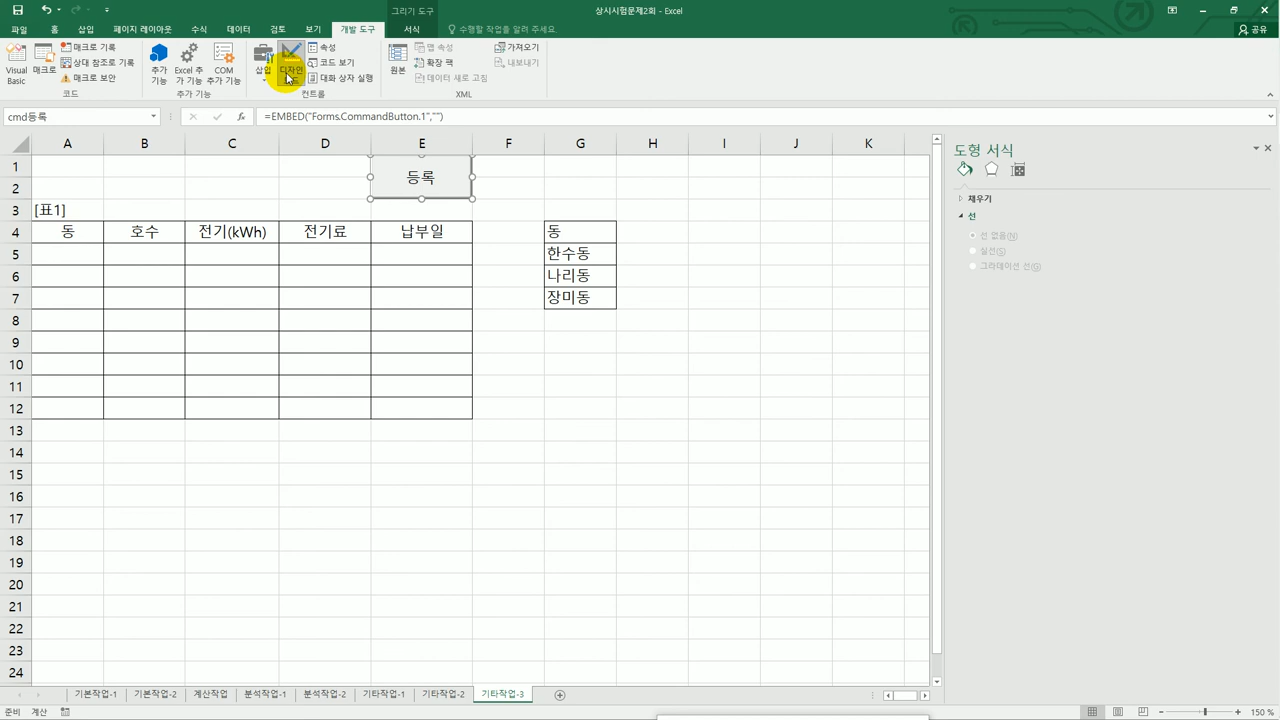 상시시험문제2회 - Excel
그리기 도구
파일 홈 삽입 페이지 레이아웃 수식 데이터 검토 보기 개발 도구 서식 수행할 작업을 알려 주세요. 공유
Visual Basic 매크로 매크로 기록 상대 참조로 기록 매크로 보안
추가 기능 Excel 추가 기능 COM 추가 기능
삽입 디자인 속성 코드 보기 대화 상자 실행
원본 맵 속성 확장 팩 데이터 새로 고침 가져오기 내보내기
코드 추가 기능 컨트롤 XML
cmd등록 fx =EMBED("Forms.CommandButton.1","")
A B C D E F G H I J K
도형 서식
1
등록
2
채우기
3 [표1]
선
4 동 호수 전기(kWh) 전기료 납부일 동
선 없음(N)
5 한수동
실선(S)
그라데이션 선(G)
6 나리동
7 장미동
8
9
10
11
12
13
14
15
16
17
18
19
20
21
22
23
24
기본작업-1 기본작업-2 계산작업 분석작업-1 분석작업-2 기타작업-1 기타작업-2 기타작업-3
준비 계산 150 %